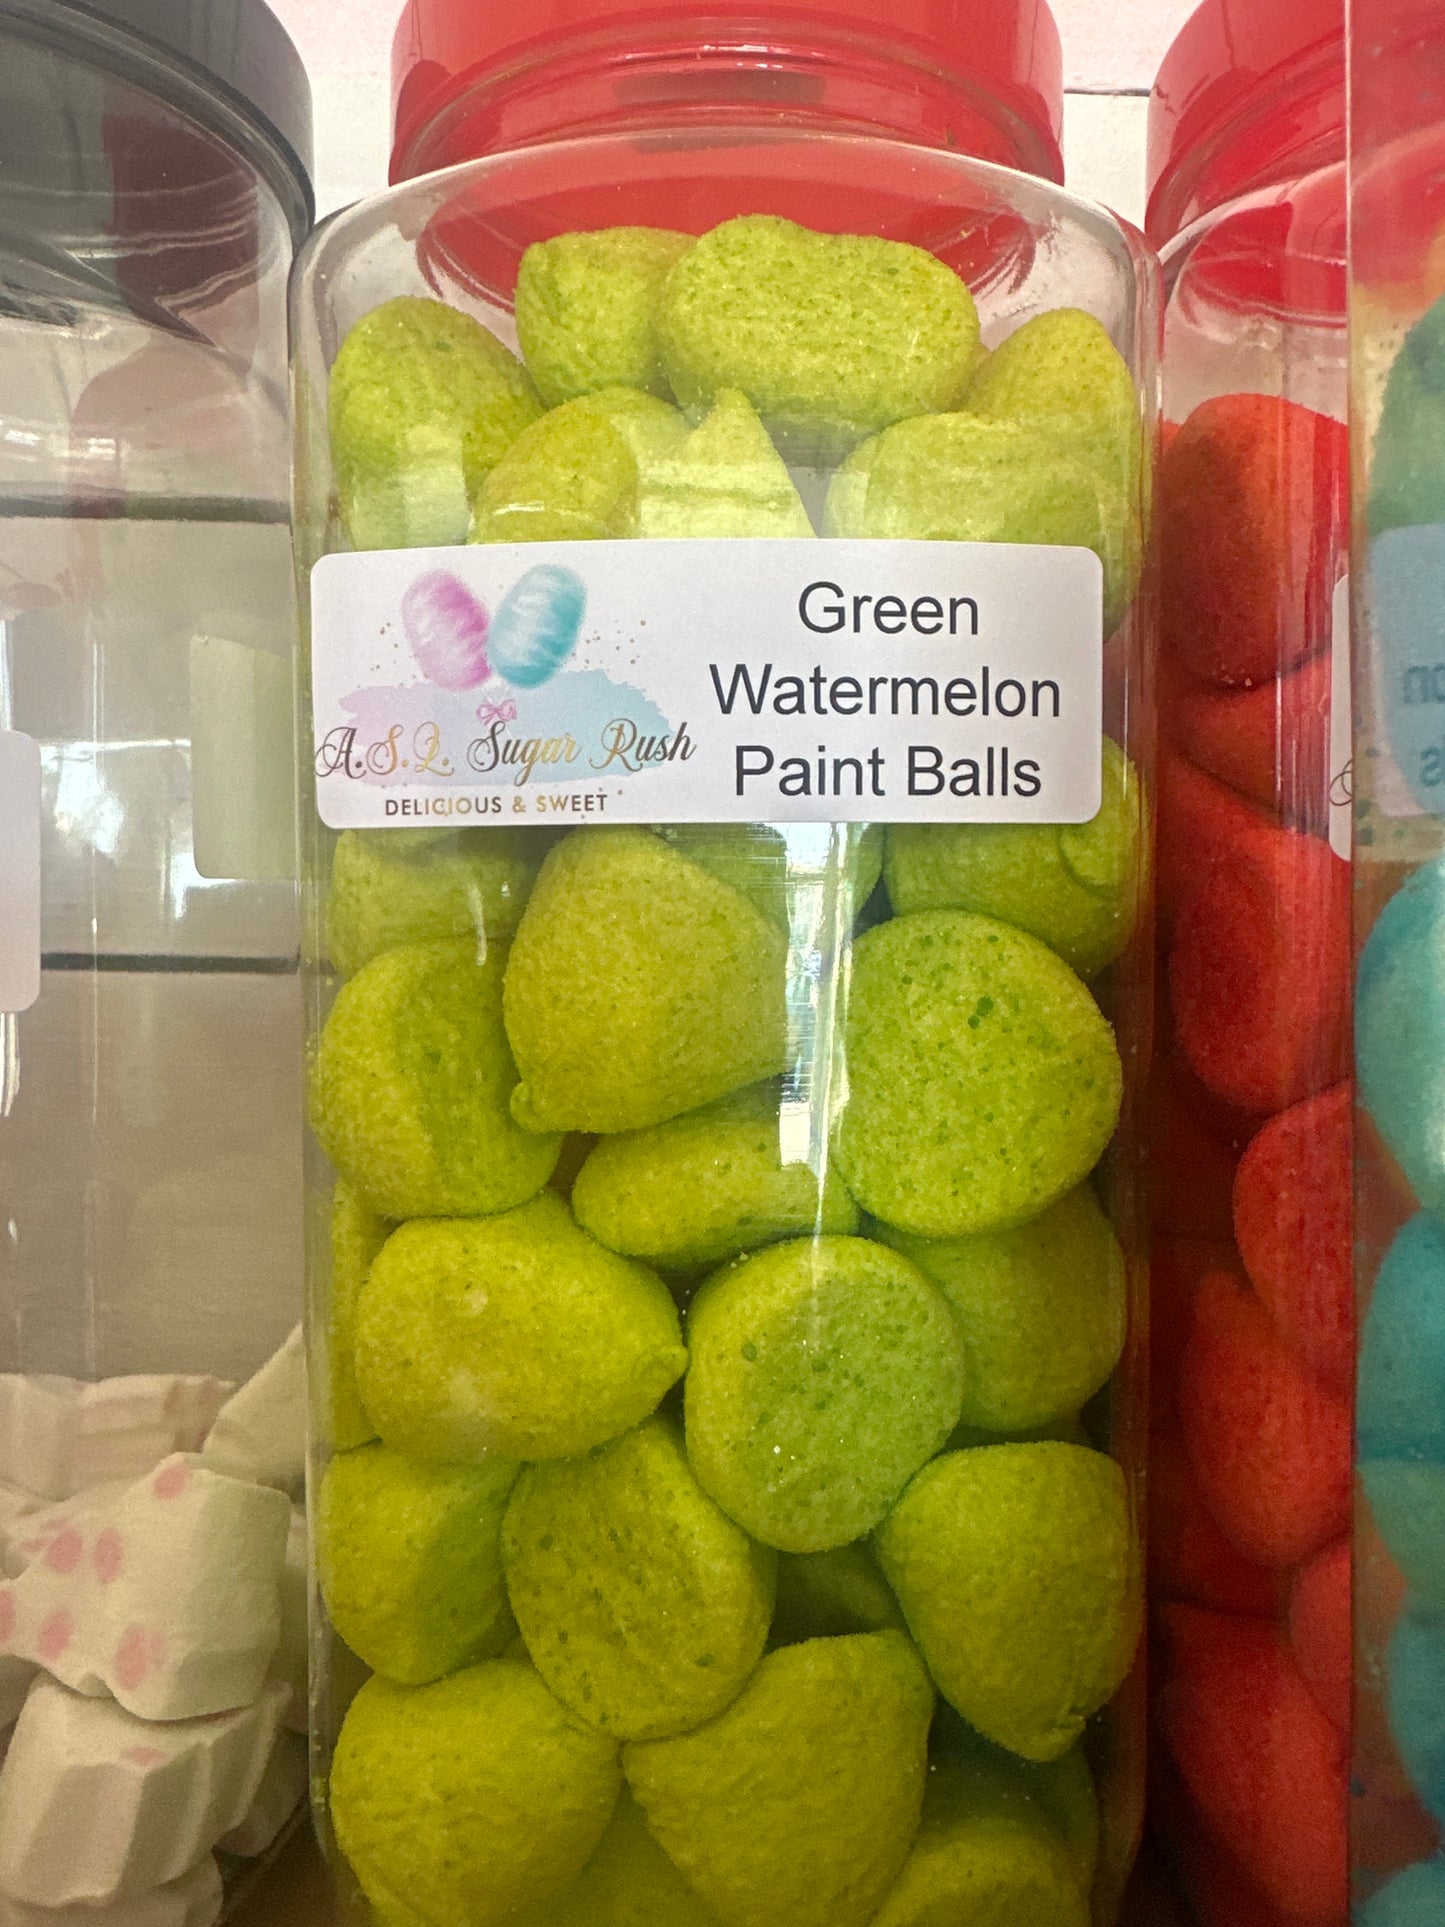 A.S.L. Sugar Rush
DELICIOUS & SWEET
Green
Watermelon
Paint Balls